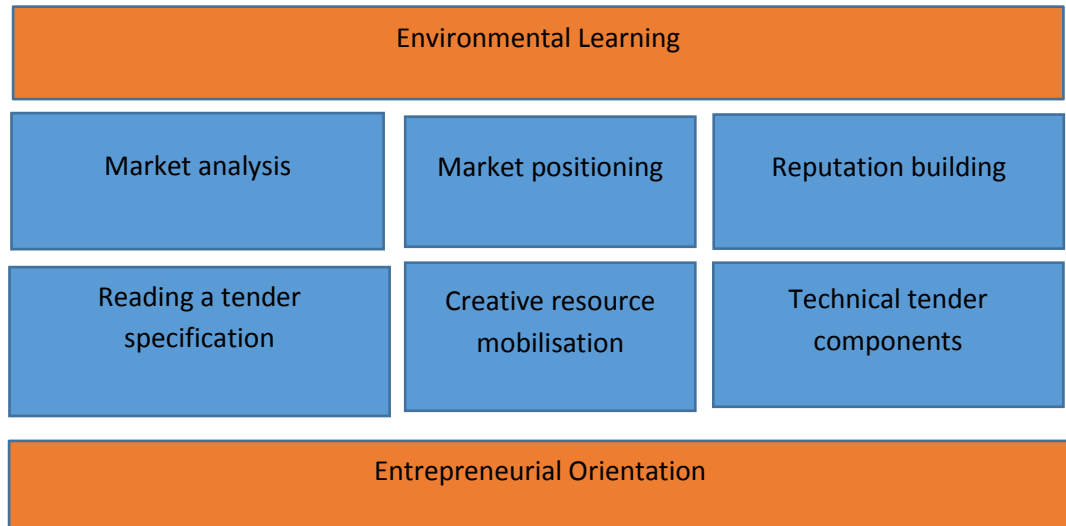 Environmental Learning
Market analysis
Market positioning
Reputation building
Reading a tender
specification
Creative resource
mobilisation
Technical tender
components
Entrepreneurial Orientation